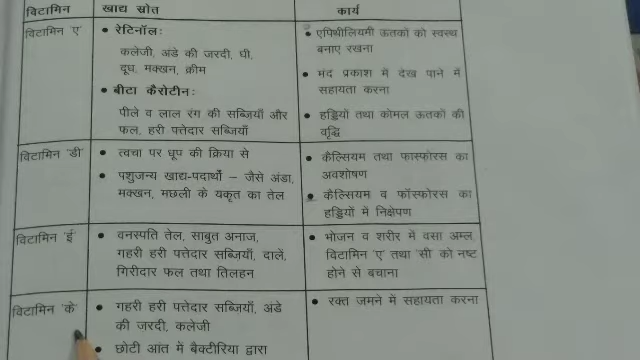 विटामिन खाद्य स्रोत कार्य
विटामिन 'ए'
• रेटिनॉलः
कलेजी, अंडे की जरदी, घी,
दूध, मक्खन, क्रीम
• बीटा कैरोटीनः
पीले व लाल रंग की सब्जियाँ और
फल, हरी पत्तेदार सब्जियाँ
• एपिथीलियमी ऊतकों को स्वस्थ
बनाए रखना
• मंद प्रकाश में देख पाने में
सहायता करना
• हड्डियों तथा कोमल ऊतकों की
वृद्धि
विटामिन 'डी'
• त्वचा पर धूप की क्रिया से
• पशुजन्य खाद्य-पदार्थों – जैसे अंडा,
मक्खन, मछली के यकृत का तेल
• कैल्सियम तथा फास्फोरस का
अवशोषण
• कैल्सियम व फॉस्फोरस का
हड्डियों में निक्षेपण
विटामिन 'ई'
• वनस्पति तेल, साबुत अनाज,
गहरी हरी पत्तेदार सब्जियाँ, दालें,
गिरीदार फल तथा तिलहन
• भोजन व शरीर में वसा अम्ल,
विटामिन 'ए' तथा 'सी' को नष्ट
होने से बचाना
विटामिन 'के'
• गहरी हरी पत्तेदार सब्जियाँ, अंडे
की जरदी, कलेजी
• छोटी आंत में बैक्टीरिया द्वारा
• रक्त जमने में सहायता करना